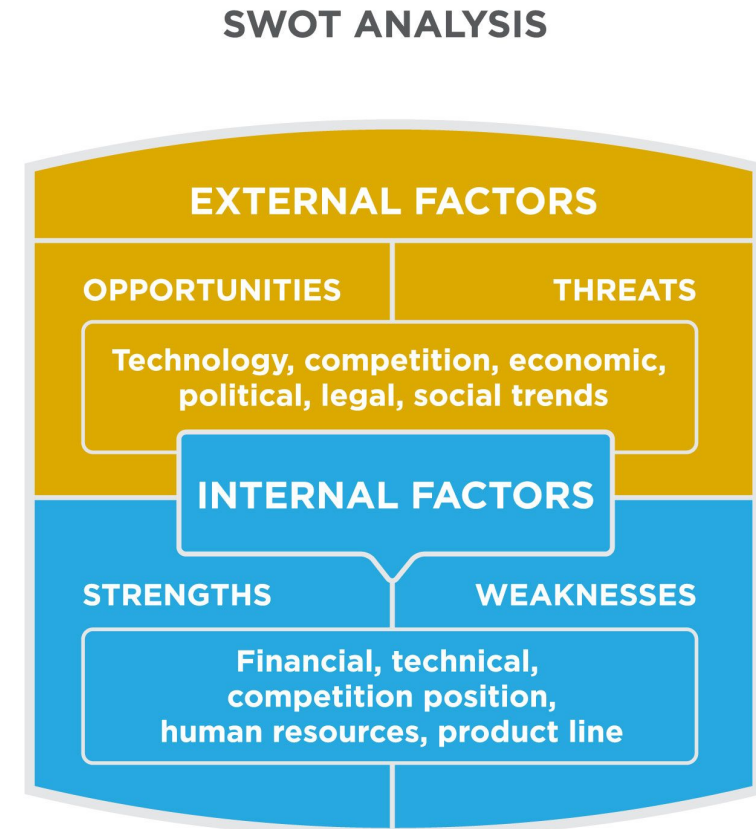 SWOT ANALYSIS
EXTERNAL FACTORS
OPPORTUNITIES
THREATS
Technology, competition, economic,
political, legal, social trends
INTERNAL FACTORS
STRENGTHS
WEAKNESSES
Financial, technical,
competition position,
human resources, product line